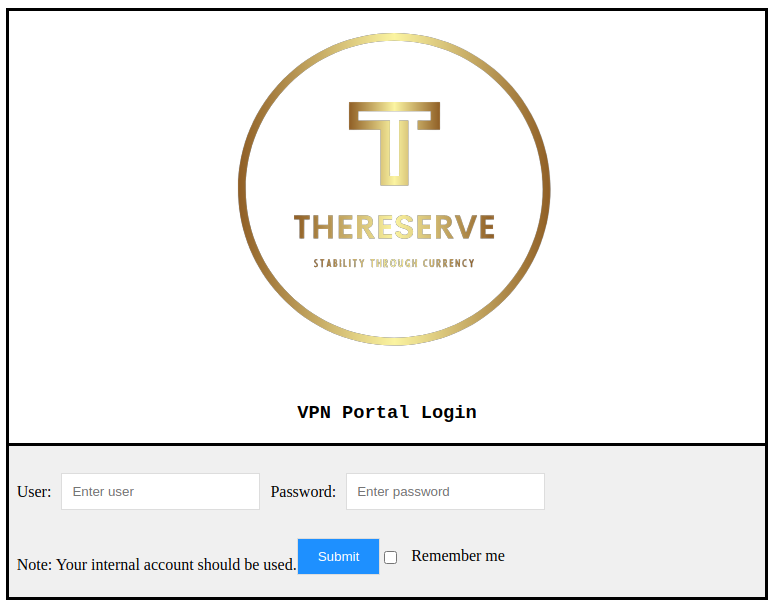 T
THERESERVE
STABILITY THROUGH CURRENCY
VPN Portal Login
User: Enter user Password: Enter password
Note: Your internal account should be used. Submit Remember me